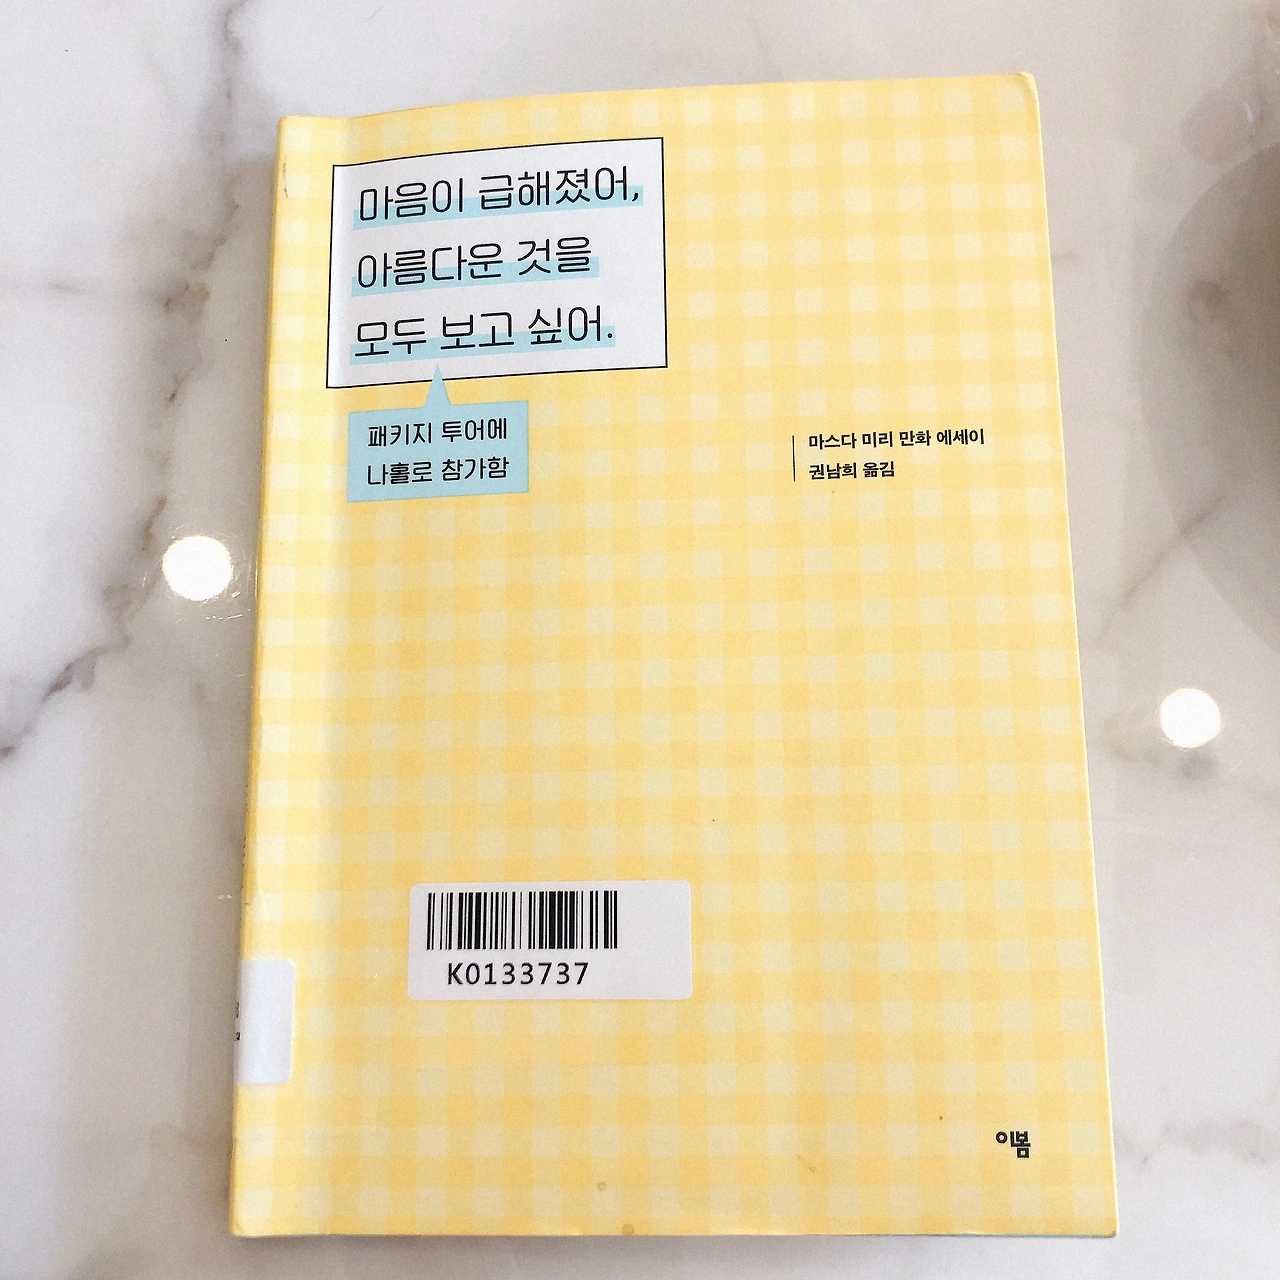 마음이 급해졌어,
아름다운 것을
모두 보고 싶어.
패키지 투어에
나홀로 참가함
마스다 미리 만화 에세이
권남희 옮김
K0133737
이봄